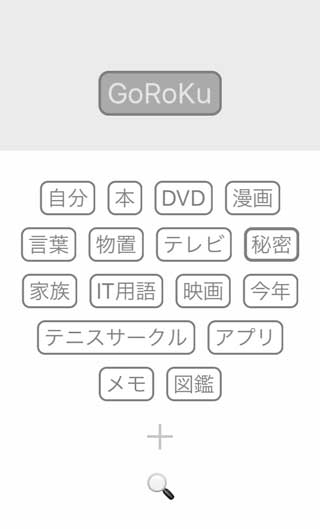 GoRoKu
自分 本 DVD 漫画
言葉 物置 テレビ 秘密
家族 IT用語 映画 今年
テニスサークル アプリ
メモ 図鑑